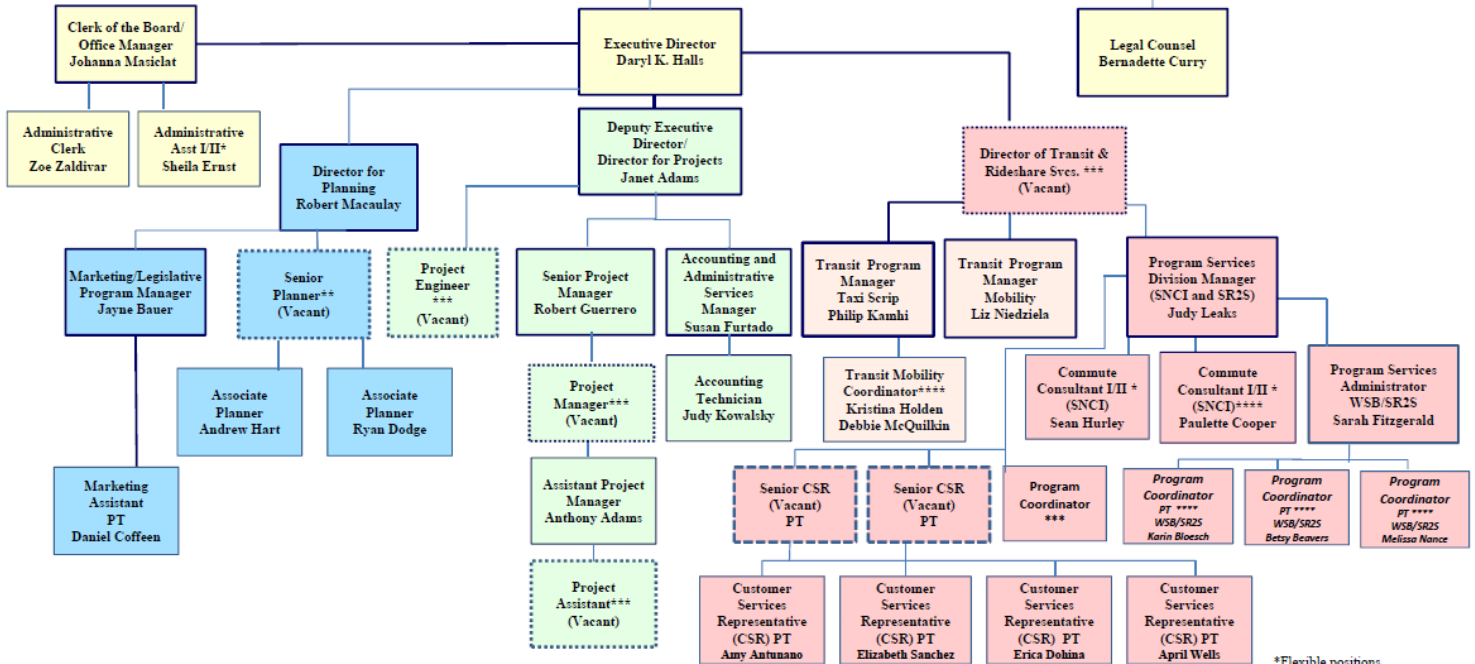 Clerk of the Board/
Office Manager
Johanna Masiclat
Executive Director
Daryl K. Halls
Legal Counsel
Bernadette Curry
Administrative
Clerk
Zoe Zaldivar
Administrative
Asst I/II*
Sheila Ernst
Director for
Planning
Robert Macaulay
Deputy Executive
Director/
Director for Projects
Janet Adams
Director of Transit &
Rideshare Svcs. ***
(Vacant)
Marketing/Legislative
Program Manager
Jayne Bauer
Senior
Planner**
(Vacant)
Project
Engineer
***
(Vacant)
Senior Project
Manager
Robert Guerrero
Accounting and
Administrative
Services
Manager
Susan Furtado
Transit Program
Manager
Taxi Scrip
Philip Kamhi
Transit Program
Manager
Mobility
Liz Niedziela
Program Services
Division Manager
(SNCI and SR2S)
Judy Leaks
Associate
Planner
Andrew Hart
Associate
Planner
Ryan Dodge
Project
Manager***
(Vacant)
Accounting
Technician
Judy Kowalsky
Transit Mobility
Coordinator****
Kristina Holden
Debbie McQuilkin
Commute
Consultant I/II *
(SNCI)
Sean Hurley
Commute
Consultant I/II *
(SNCI)****
Paulette Cooper
Program Services
Administrator
WSB/SR2S
Sarah Fitzgerald
Marketing
Assistant
PT
Daniel Coffeen
Assistant Project
Manager
Anthony Adams
Senior CSR
(Vacant)
PT
Senior CSR
(Vacant)
PT
Program
Coordinator
***
Program
Coordinator
PT ****
WSB/SR2S
Karin Bloesch
Program
Coordinator
PT ****
WSB/SR2S
Betsy Beavers
Program
Coordinator
PT ****
WSB/SR2S
Melissa Nance
Project
Assistant***
(Vacant)
Customer
Services
Representative
(CSR) PT
Amy Antunano
Customer
Services
Representative
(CSR) PT
Elizabeth Sanchez
Customer
Services
Representative
(CSR) PT
Erica Dohina
Customer
Services
Representative
(CSR) PT
April Wells
*Flexible positions